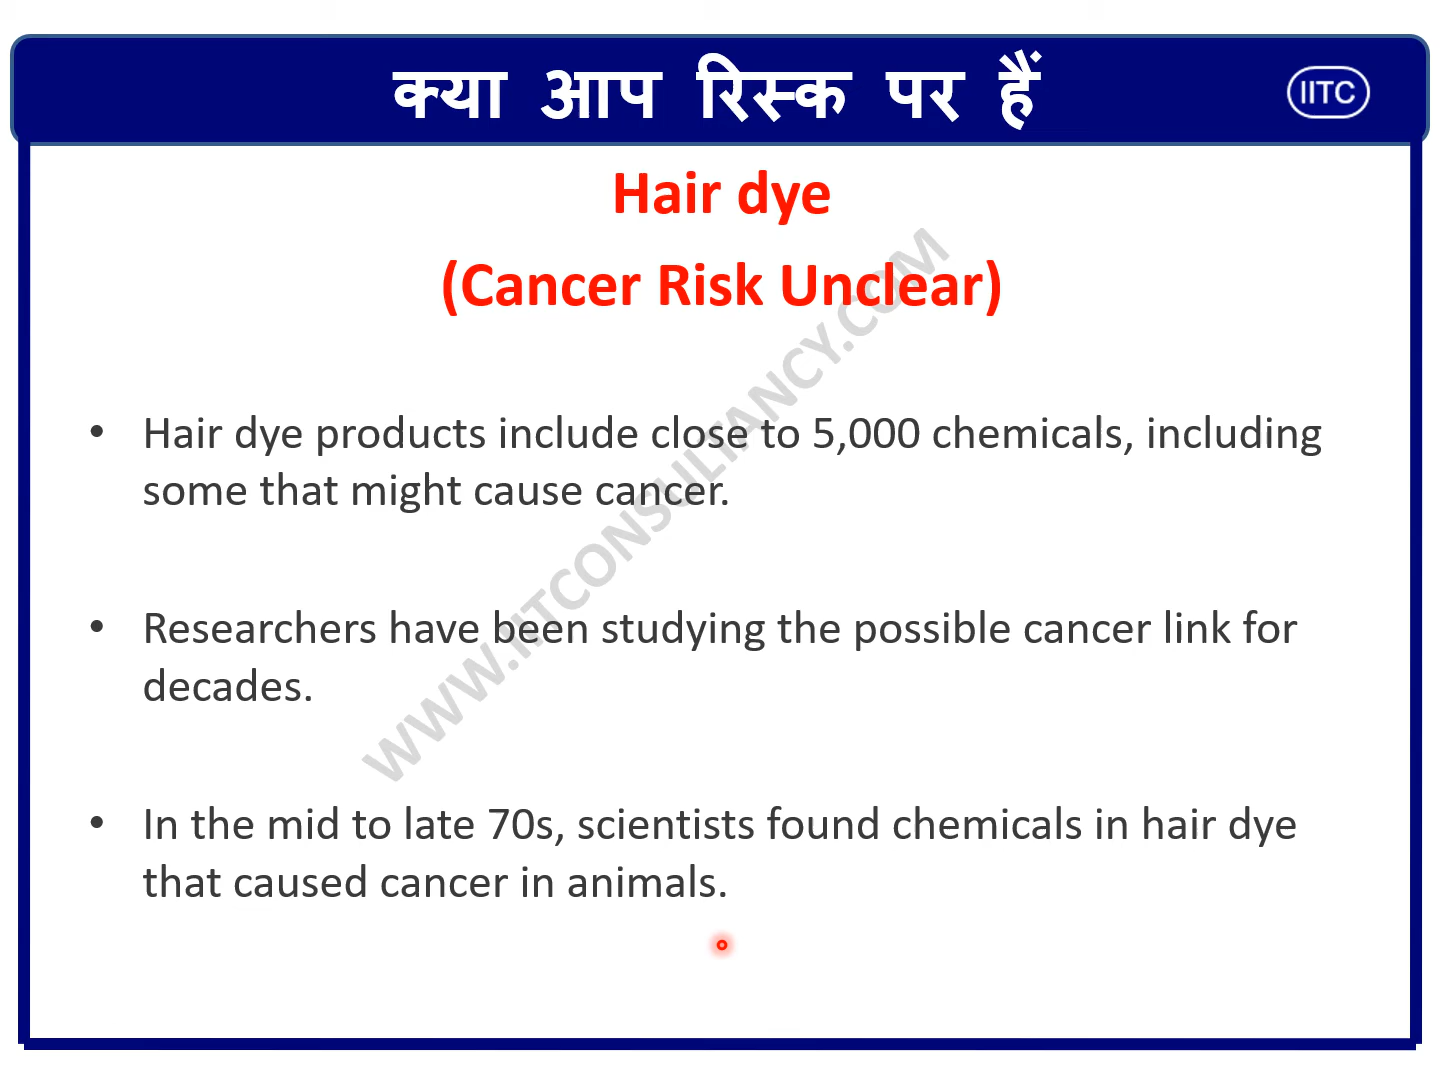 क्या आप रिस्क पर हैं
IITC
Hair dye
(Cancer Risk Unclear)
• Hair dye products include close to 5,000 chemicals, including
some that might cause cancer.
• Researchers have been studying the possible cancer link for
decades.
• In the mid to late 70s, scientists found chemicals in hair dye
that caused cancer in animals.
WWW.IITCONSULTANCY.COM